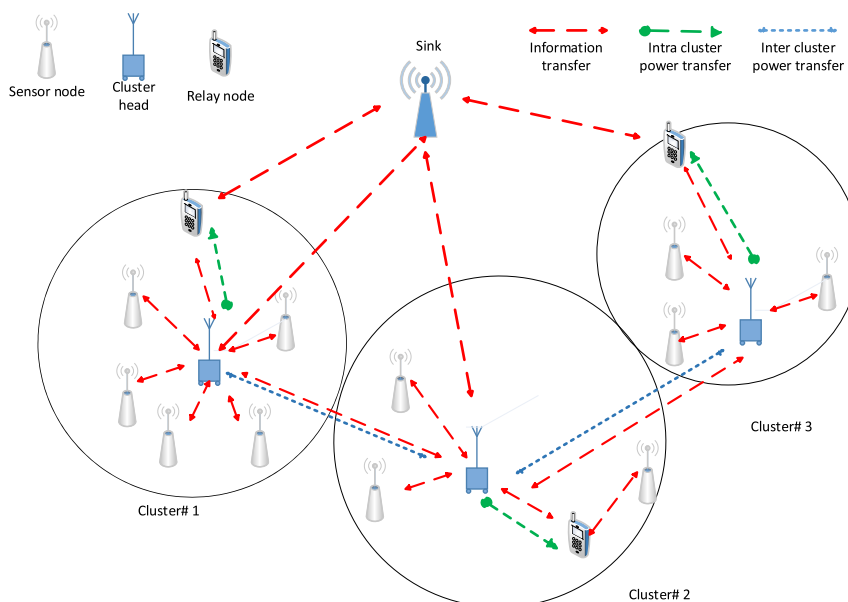 Sensor node
Cluster
head
Relay node
Sink
Information
transfer
Intra cluster
power transfer
Inter cluster
power transfer
Cluster# 1
Cluster# 2
Cluster# 3